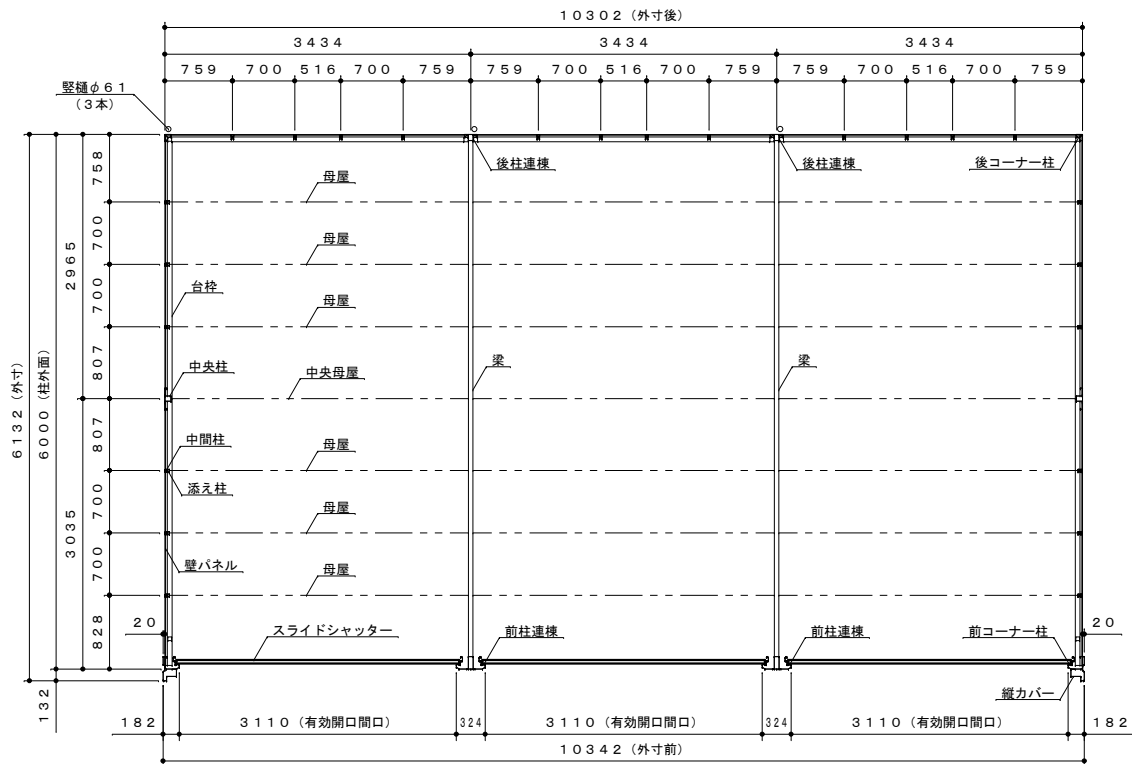 10302（外寸後）
3434
3434
3434
759
700
516
700
759
759
700
516
700
759
759
700
516
700
759
竪樋φ61
（3本）
後柱連棟
後柱連棟
後コーナー柱
母屋
母屋
母屋
中央母屋
母屋
母屋
母屋
台枠
中央柱
中間柱
添え柱
壁パネル
梁
梁
スライドシャッター
前柱連棟
前柱連棟
前コーナー柱
縦カバー
6132（外寸）
6000（柱外面）
2965
3035
758
700
700
807
807
700
700
828
132
20
20
182
3110（有効開口間口）
324
3110（有効開口間口）
324
3110（有効開口間口）
182
10342（外寸前）